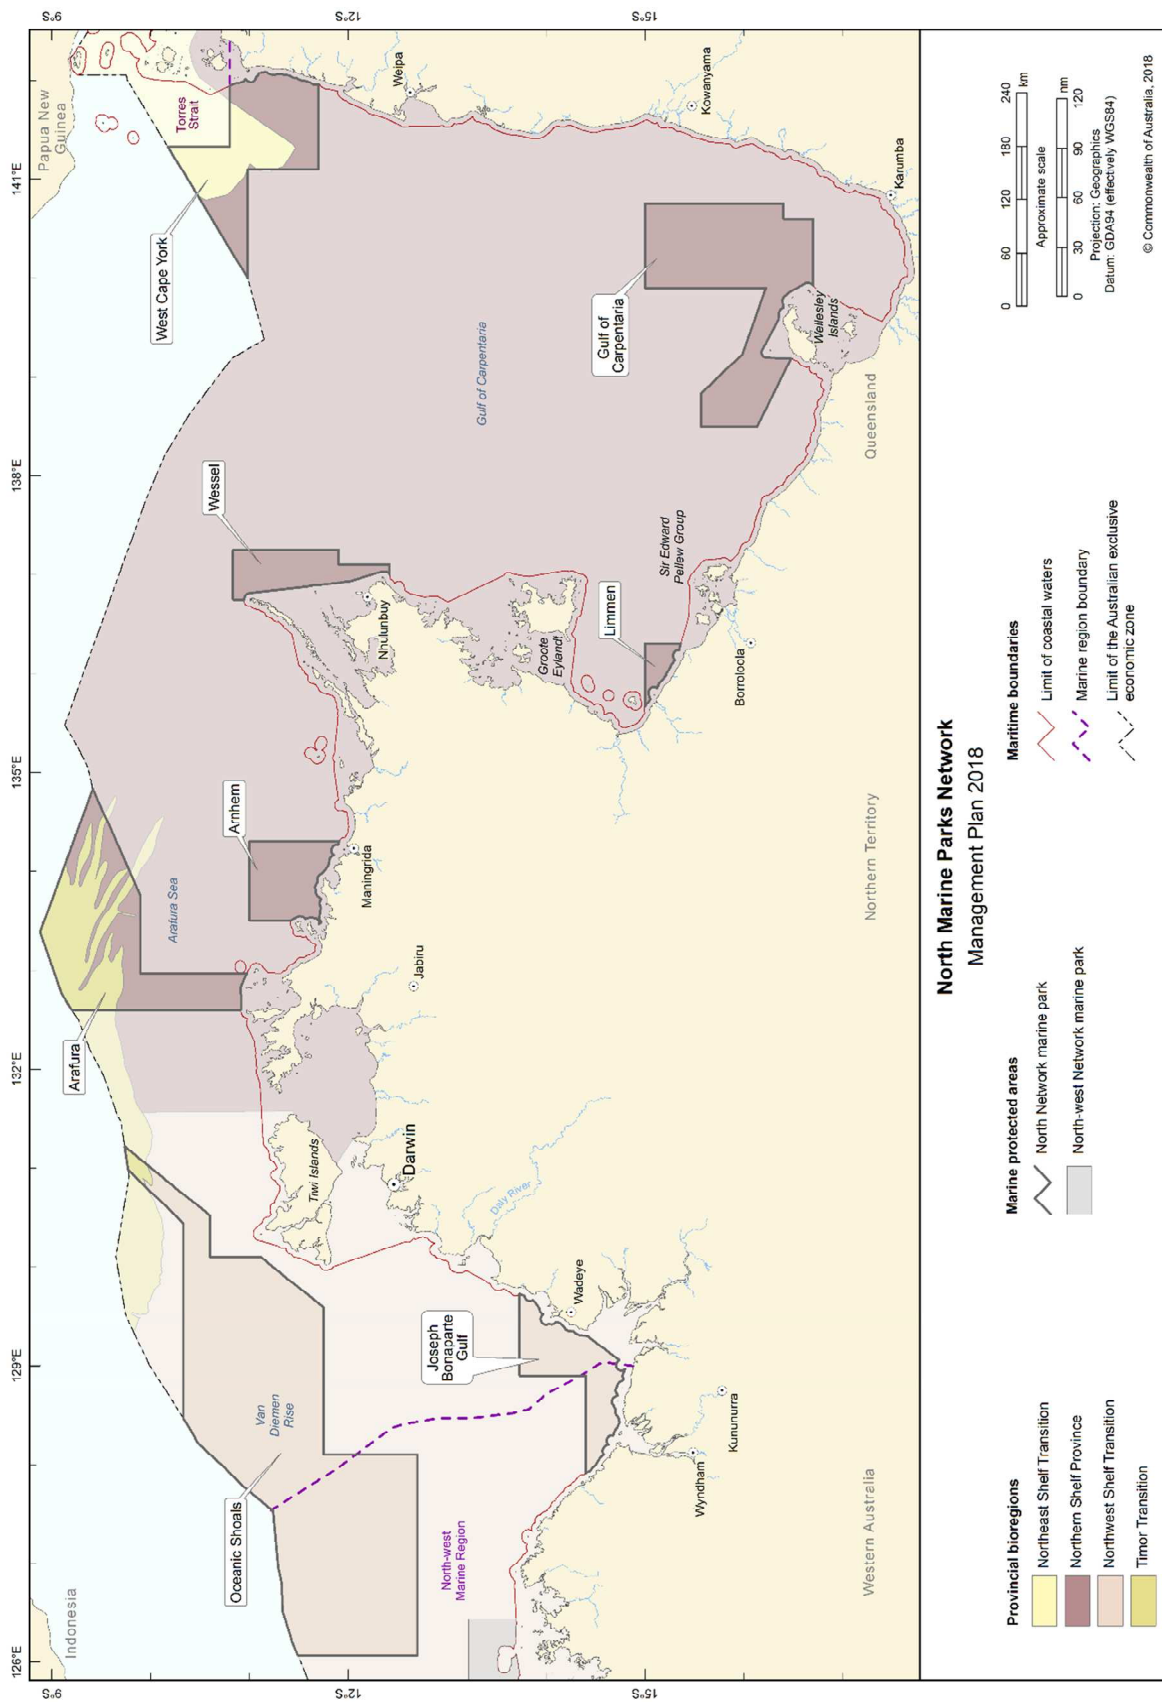 126°E
129°E
132°E
135°E
138°E
141°E
9°S
9°S
12°S
12°S
15°S
15°S
Indonesia
Papua New
Guinea
Torres
Strait
West Cape York
Arafura
Wessel
Arnhem
Arafura Sea
Oceanic Shoals
Van
Diemen
Rise
Gulf of Carpentaria
Weipa
Tiwi Islands
Darwin
Jabiru
Maningrida
Nhulunbuy
North-west
Marine Region
Joseph
Bonaparte
Gulf
Daly River
Wadeye
Groote
Eylandt
Limmen
Gulf of
Carpentaria
Kowanyama
Sir Edward
Pellew Group
Wellesley
Islands
Wyndham
Kununurra
Borroloola
Karumba
Western Australia
Northern Territory
Queensland
North Marine Parks Network
Management Plan 2018
Provincial bioregions
Northeast Shelf Transition
Northern Shelf Province
Northwest Shelf Transition
Timor Transition
Marine protected areas
North Network marine park
North-west Network marine park
Maritime boundaries
Limit of coastal waters
Marine region boundary
Limit of the Australian exclusive
economic zone
0 60 120 180 240
km
Approximate scale
0 30 60 90 120
nm
Projection: Geographics
Datum: GDA94 (effectively WGS84)
© Commonwealth of Australia, 2018